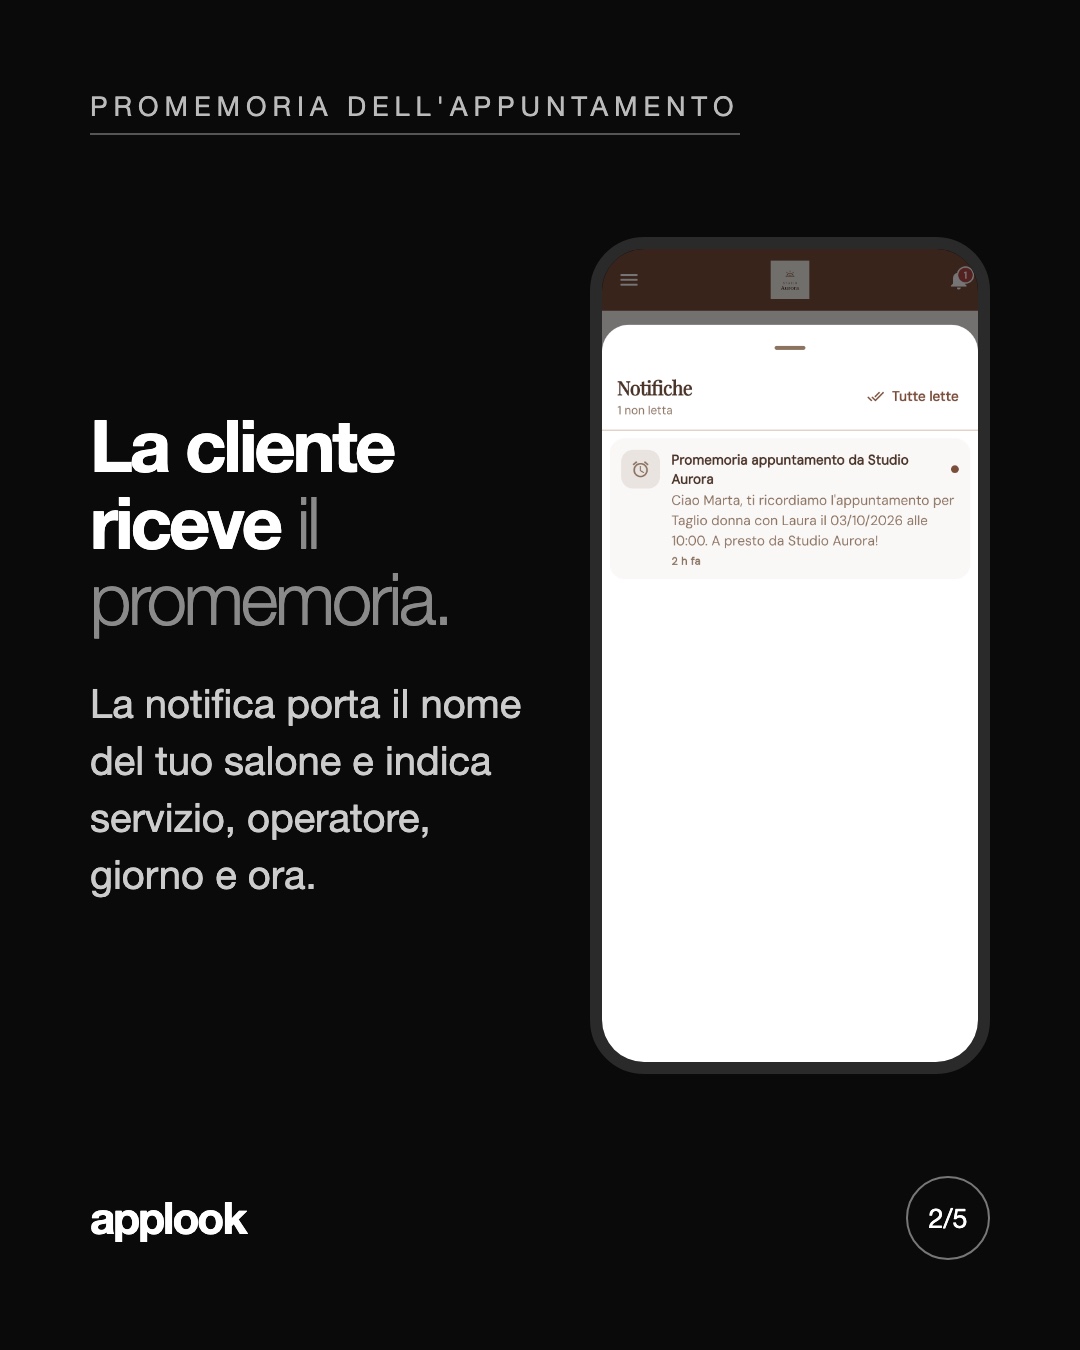 PROMEMORIA DELL'APPUNTAMENTO
La cliente
riceve il
promemoria.
La notifica porta il nome
del tuo salone e indica
servizio, operatore,
giorno e ora.
Aurora
1
Notifiche
1 non letta
Tutte lette
Promemoria appuntamento da Studio
Aurora
Ciao Marta, ti ricordiamo l'appuntamento per
Taglio donna con Laura il 03/10/2026 alle
10:00. A presto da Studio Aurora!
2 h fa
applook
2/5